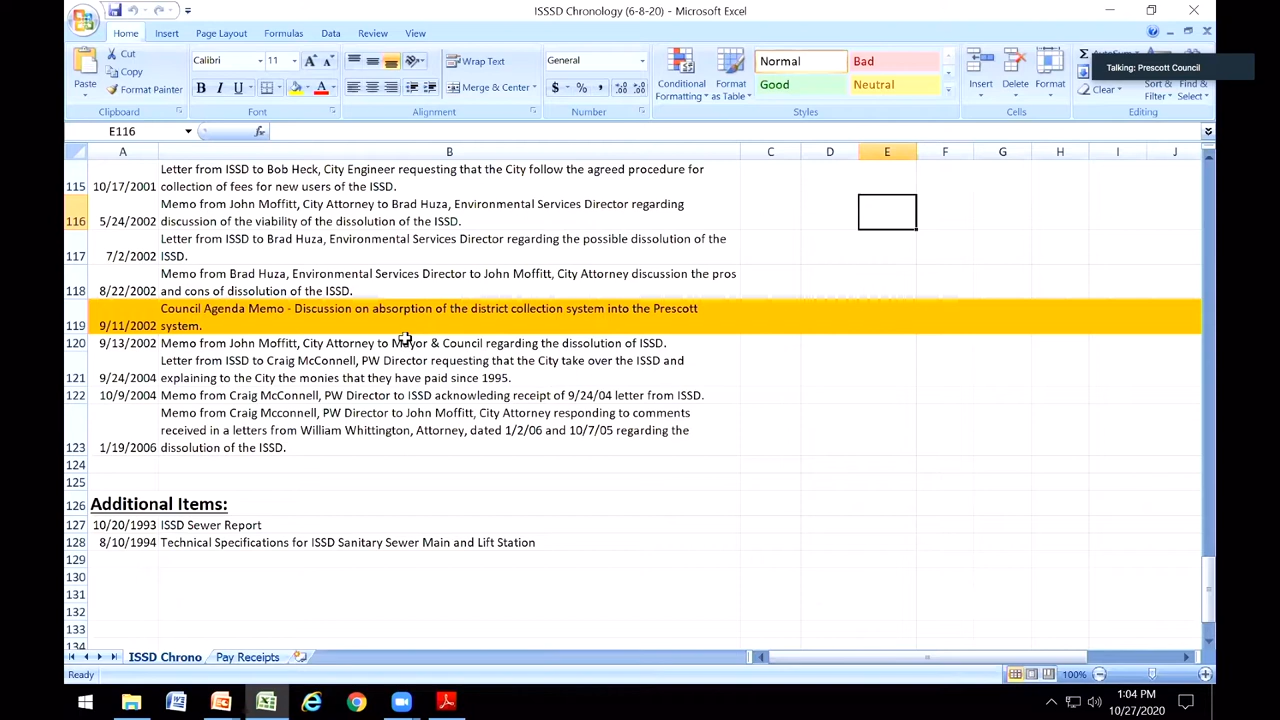 ISSSD Chronology (6-8-20) - Microsoft Excel
Home Insert Page Layout Formulas Data Review View
Cut
Copy
Format Painter
Paste
Clipboard
Calibri 11
B I U
Font
Wrap Text
Merge & Center
Alignment
General
$ % ,
Number
Conditional Formatting
Format as Table
Normal Bad
Good Neutral
Styles
Insert Delete Format
Cells
Σ
Clear
Sort & Filter
Find & Select
Editing
Talking: Prescott Council
E116 fx
A B C D E F G H I J
Letter from ISSD to Bob Heck, City Engineer requesting that the City follow the agreed procedure for
115 10/17/2001 collection of fees for new users of the ISSD.
Memo from John Moffitt, City Attorney to Brad Huza, Environmental Services Director regarding
116 5/24/2002 discussion of the viability of the dissolution of the ISSD.
Letter from ISSD to Brad Huza, Environmental Services Director regarding the possible dissolution of the
117 7/2/2002 ISSD.
Memo from Brad Huza, Environmental Services Director to John Moffitt, City Attorney discussion the pros
118 8/22/2002 and cons of dissolution of the ISSD.
Council Agenda Memo - Discussion on absorption of the district collection system into the Prescott
119 9/11/2002 system.
120 9/13/2002 Memo from John Moffitt, City Attorney to Mayor & Council regarding the dissolution of ISSD.
Letter from ISSD to Craig McConnell, PW Director requesting that the City take over the ISSD and
121 9/24/2004 explaining to the City the monies that they have paid since 1995.
122 10/9/2004 Memo from Craig McConnell, PW Director to ISSD acknowleding receipt of 9/24/04 letter from ISSD.
Memo from Craig Mcconnell, PW Director to John Moffitt, City Attorney responding to comments
received in a letters from William Whittington, Attorney, dated 1/2/06 and 10/7/05 regarding the
123 1/19/2006 dissolution of the ISSD.
124
125
126 Additional Items:
127 10/20/1993 ISSD Sewer Report
128 8/10/1994 Technical Specifications for ISSD Sanitary Sewer Main and Lift Station
129
130
131
132
133
134
ISSD Chrono Pay Receipts
Ready 100%
1:04 PM
10/27/2020